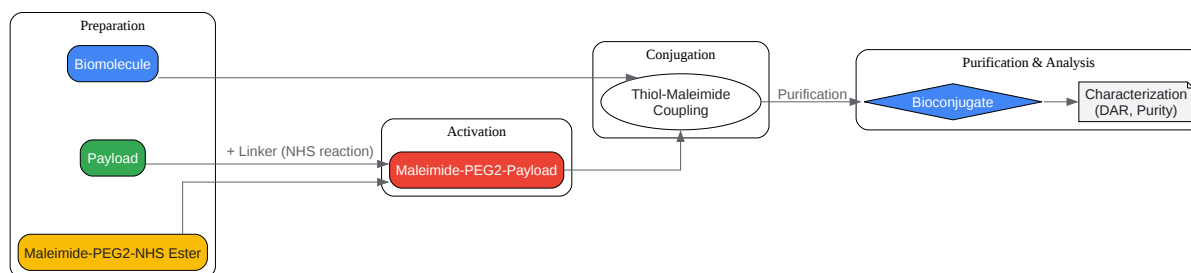 Preparation
Biomolecule
Payload
Maleimide-PEG2-NHS Ester
+ Linker (NHS reaction)
Activation
Maleimide-PEG2-Payload
Conjugation
Thiol-Maleimide
Coupling
Purification
Purification & Analysis
Bioconjugate
Characterization
(DAR, Purity)